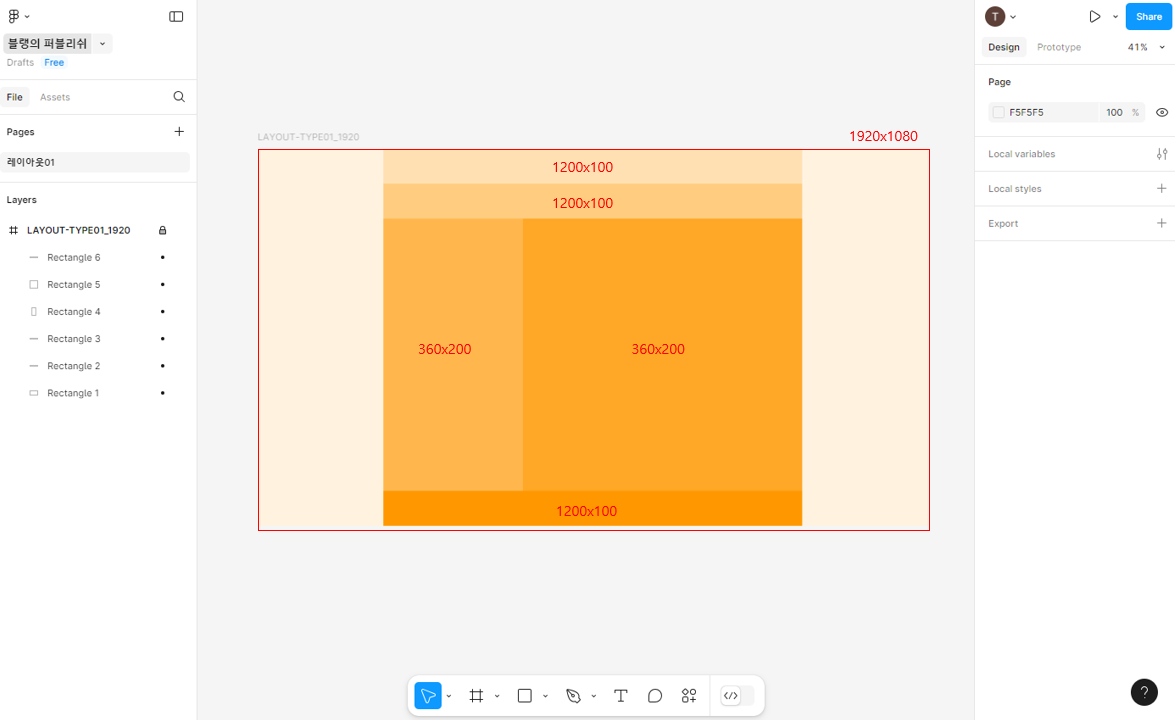 블랭의 퍼블리쉬
Drafts Free
File Assets
Pages
레이아웃01
Layers
LAYOUT-TYPE01_1920
Rectangle 6
Rectangle 5
Rectangle 4
Rectangle 3
Rectangle 2
Rectangle 1
LAYOUT-TYPE01_1920
1920x1080
1200x100
1200x100
360x200 360x200
1200x100
T
Share
Design Prototype 41%
Page
F5F5F5 100 %
Local variables
Local styles
Export
?